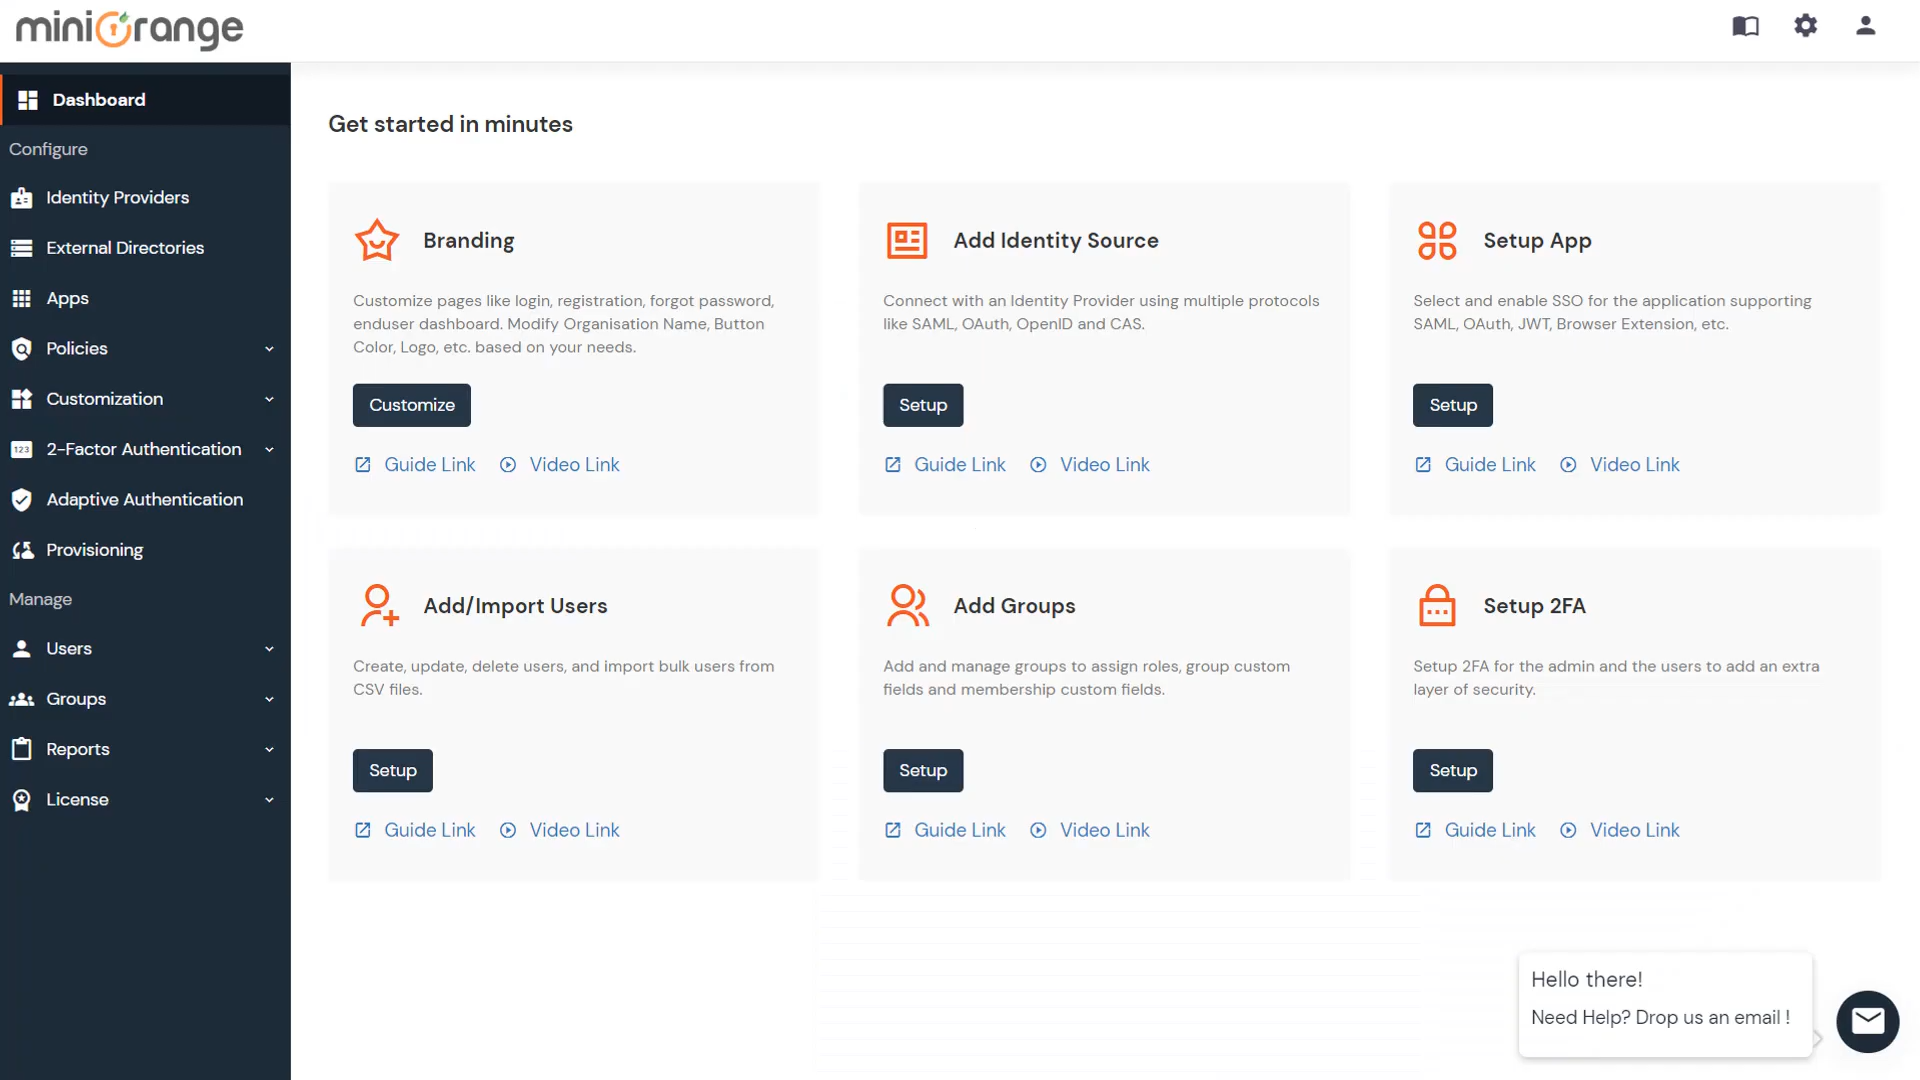 miniOrange
Dashboard
Configure
Identity Providers
External Directories
Apps
Policies
Customization
123
2-Factor Authentication
Adaptive Authentication
Provisioning
Manage
Users
Groups
Reports
License
Get started in minutes
Branding
Customize pages like login, registration, forgot password,
enduser dashboard. Modify Organisation Name, Button
Color, Logo, etc. based on your needs.
Customize
Guide Link
Video Link
Add Identity Source
Connect with an Identity Provider using multiple protocols
like SAML, OAuth, OpenID and CAS.
Setup
Guide Link
Video Link
Setup App
Select and enable SSO for the application supporting
SAML, OAuth, JWT, Browser Extension, etc.
Setup
Guide Link
Video Link
Add/Import Users
Create, update, delete users, and import bulk users from
CSV files.
Setup
Guide Link
Video Link
Add Groups
Add and manage groups to assign roles, group custom
fields and membership custom fields.
Setup
Guide Link
Video Link
Setup 2FA
Setup 2FA for the admin and the users to add an extra
layer of security.
Setup
Guide Link
Video Link
Hello there!
Need Help? Drop us an email !